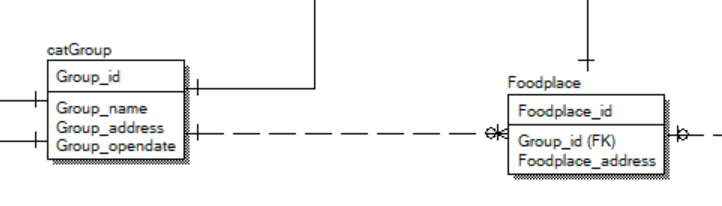 catGroup
Group_id
Group_name
Group_address
Group_opendate
Foodplace
Foodplace_id
Group_id (FK)
Foodplace_address